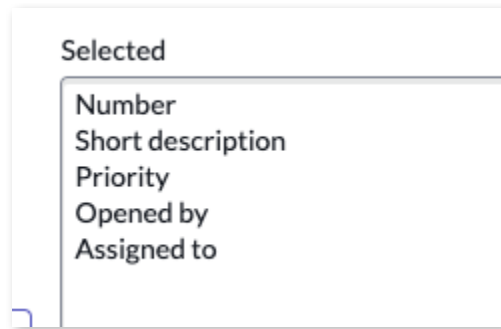 Selected
Number
Short description
Priority
Opened by
Assigned to